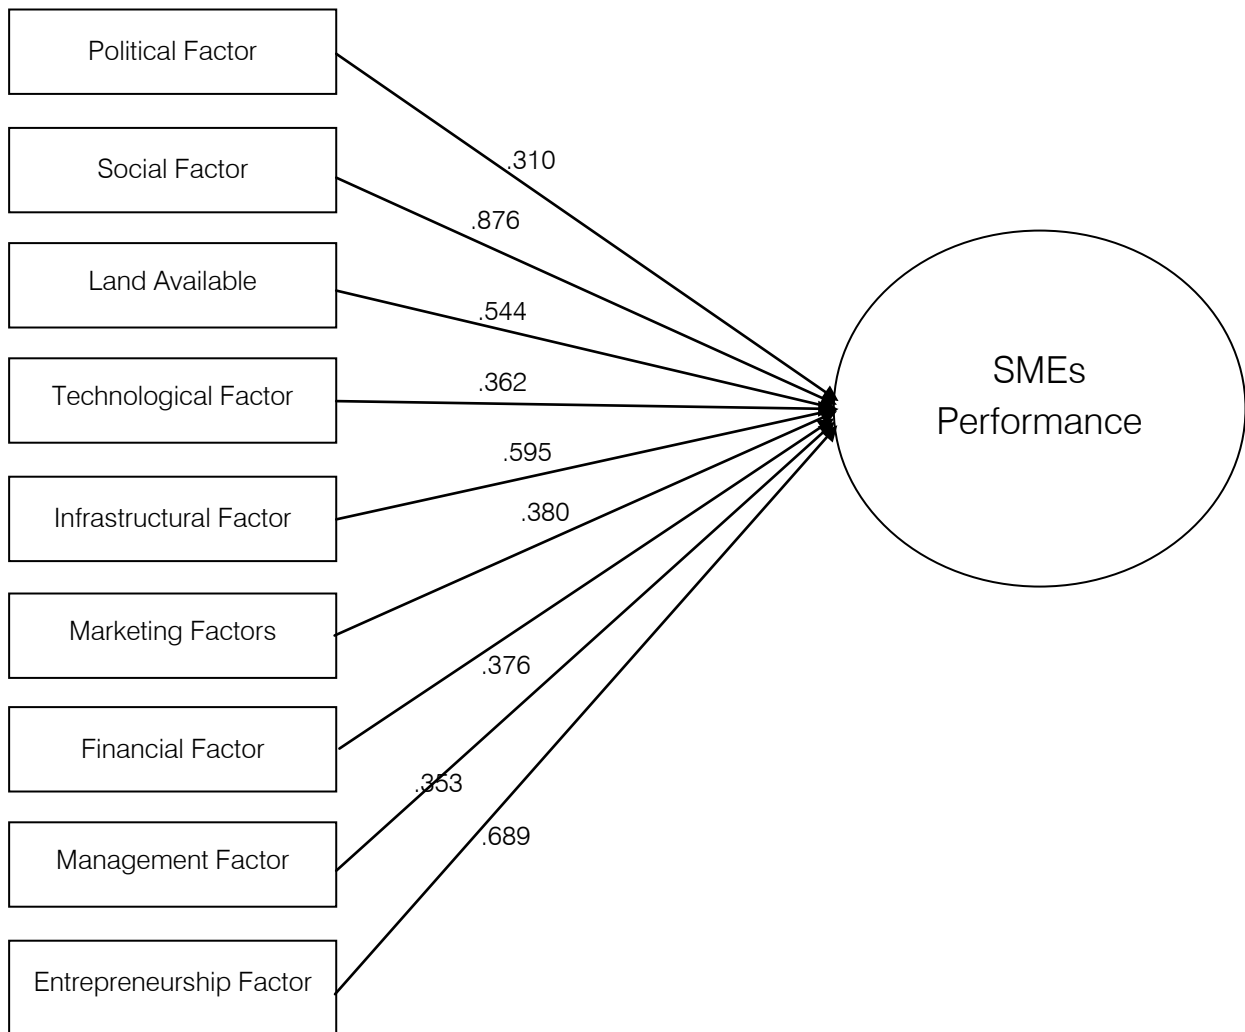 Political Factor
.310
Social Factor
.876
Land Available
.544
SMEs
Performance
Technological Factor
.362
.595
Infrastructural Factor
.380
Marketing Factors
.376
Financial Factor
.353
Management Factor
.689
Entrepreneurship Factor